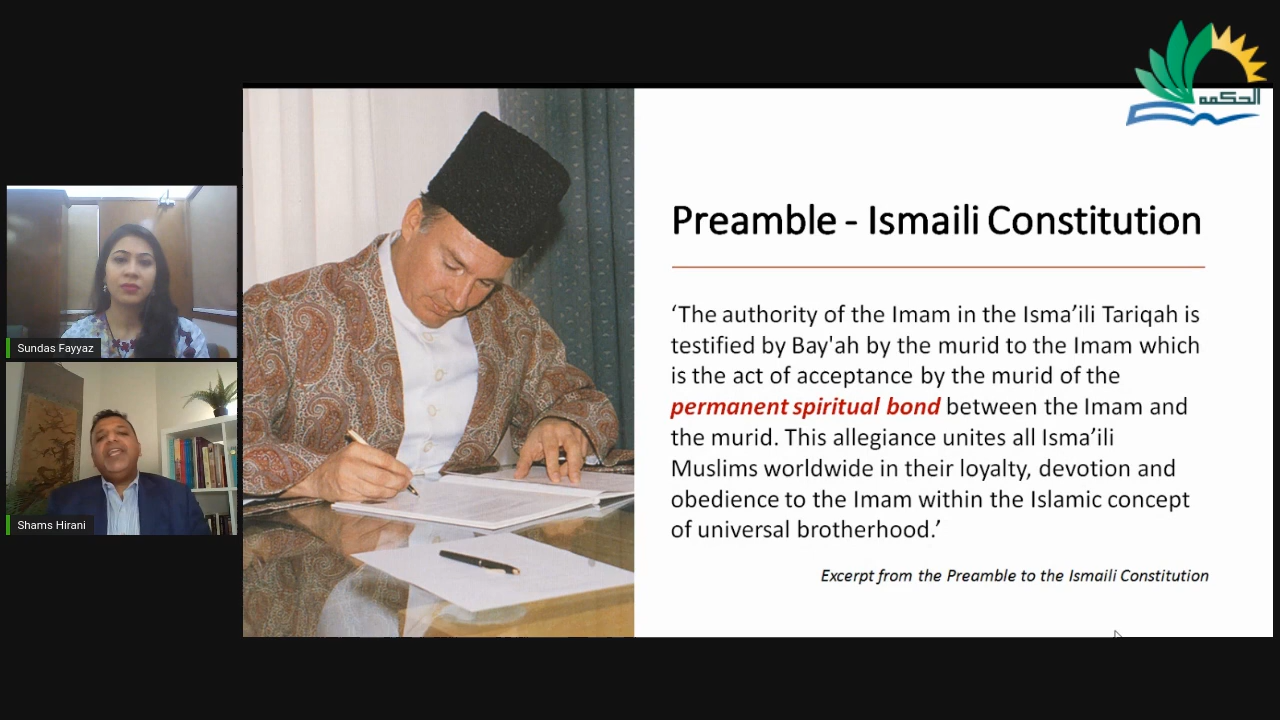 الحكمه
Preamble - Ismaili Constitution
‘The authority of the Imam in the Isma’ili Tariqah is
testified by Bay'ah by the murid to the Imam which
is the act of acceptance by the murid of the
permanent spiritual bond between the Imam and
the murid. This allegiance unites all Isma’ili
Muslims worldwide in their loyalty, devotion and
obedience to the Imam within the Islamic concept
of universal brotherhood.’
Excerpt from the Preamble to the Ismaili Constitution
Sundas Fayyaz
Shams Hirani